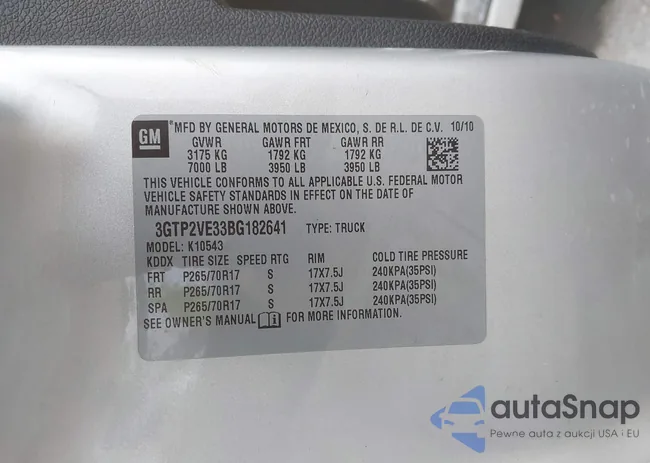 GM MFD BY GENERAL MOTORS DE MEXICO, S. DE R.L. DE C.V. 10/10
GVWR GAWR FRT GAWR RR
3175 KG 1792 KG 1792 KG
7000 LB 3950 LB 3950 LB
THIS VEHICLE CONFORMS TO ALL APPLICABLE U.S. FEDERAL MOTOR
VEHICLE SAFETY STANDARDS IN EFFECT ON THE DATE OF
MANUFACTURE SHOWN ABOVE.
3GTP2VE33BG182641 TYPE: TRUCK
MODEL: K10543
KDDX TIRE SIZE SPEED RTG RIM COLD TIRE PRESSURE
FRT P265/70R17 S 17X7.5J 240KPA(35PSI)
RR P265/70R17 S 17X7.5J 240KPA(35PSI)
SPA P265/70R17 S 17X7.5J 240KPA(35PSI)
SEE OWNER'S MANUAL FOR MORE INFORMATION.
autoSnap
Pewne auta z aukcji USA i EU